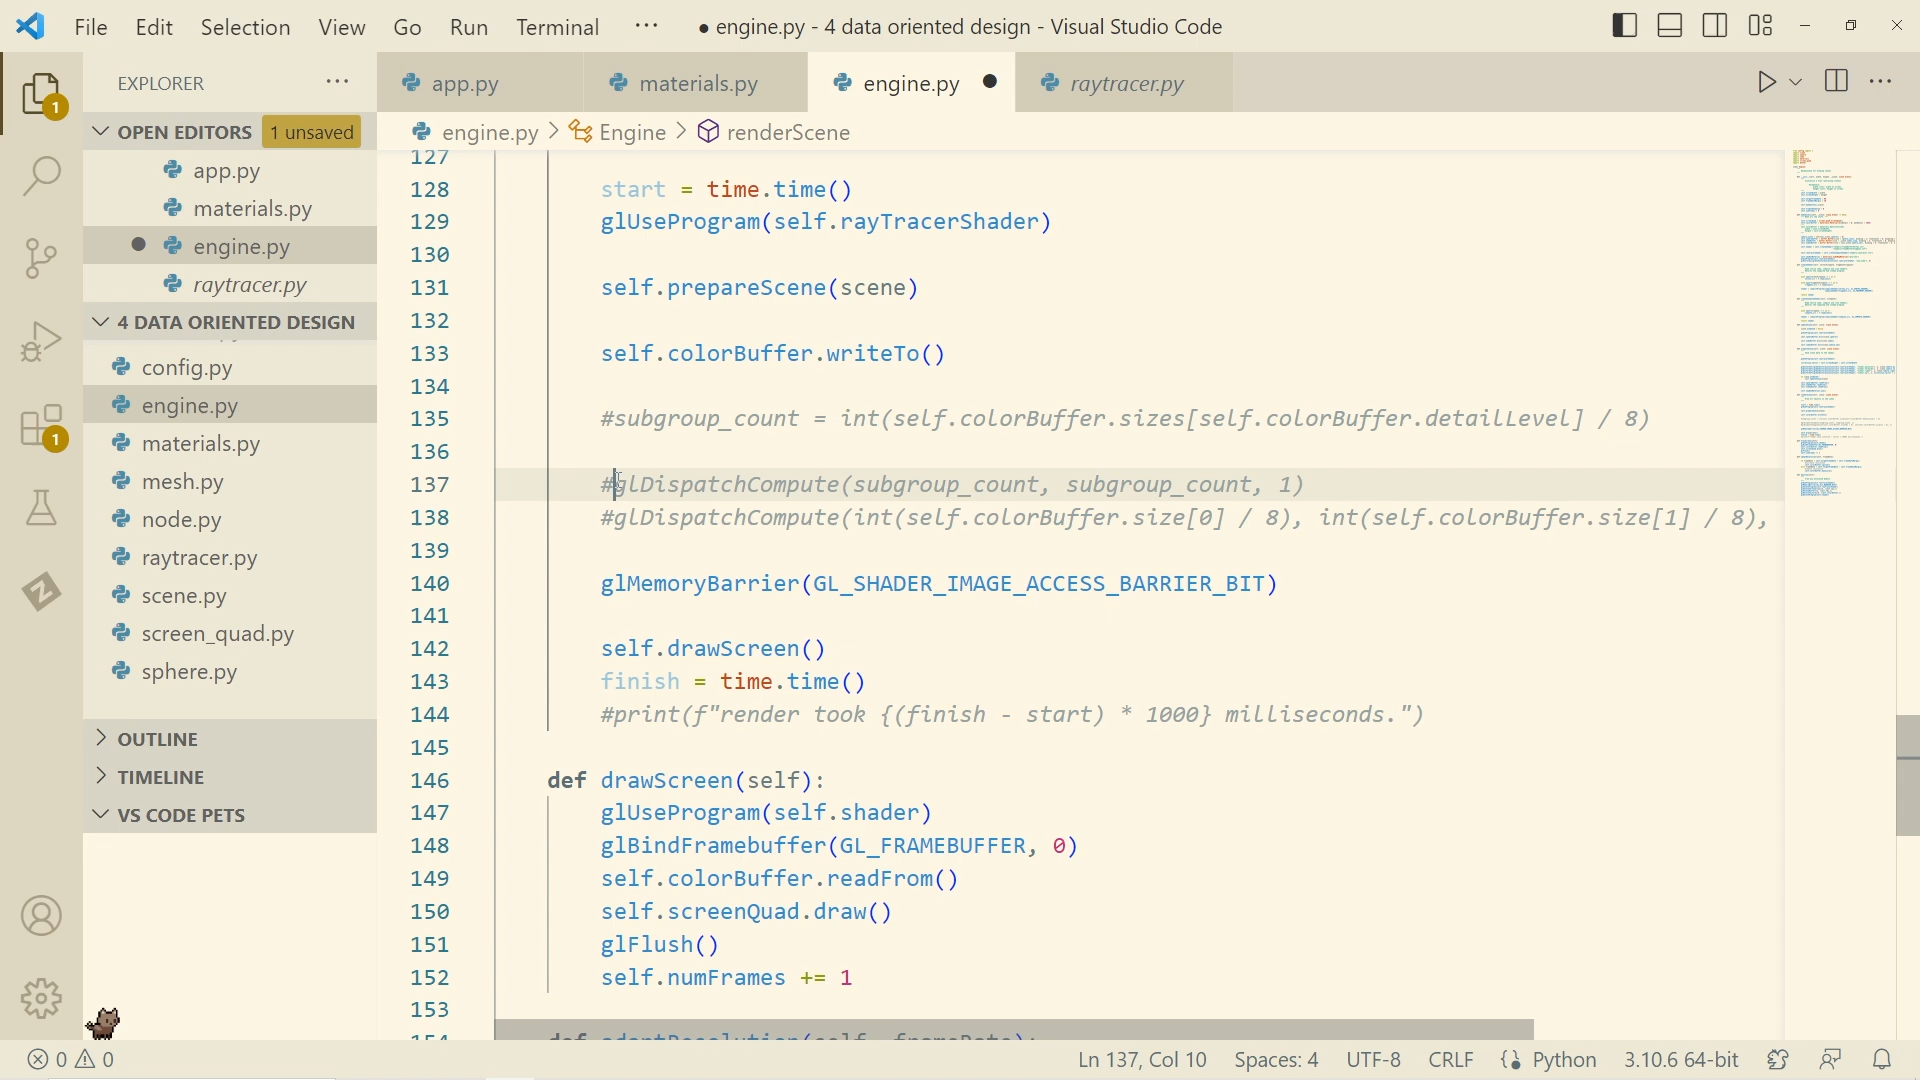 File Edit Selection View Go Run Terminal ··· ● engine.py - 4 data oriented design - Visual Studio Code
EXPLORER ···
app.py materials.py engine.py ● raytracer.py
OPEN EDITORS 1 unsaved
engine.py > Engine > renderScene
app.py
materials.py
engine.py
raytracer.py
4 DATA ORIENTED DESIGN
config.py
engine.py
materials.py
mesh.py
node.py
raytracer.py
scene.py
screen_quad.py
sphere.py
OUTLINE
TIMELINE
VS CODE PETS
1
1
127
128 start = time.time()
129 glUseProgram(self.rayTracerShader)
130
131 self.prepareScene(scene)
132
133 self.colorBuffer.writeTo()
134
135 #subgroup_count = int(self.colorBuffer.sizes[self.colorBuffer.detailLevel] / 8)
136
137 #glDispatchCompute(subgroup_count, subgroup_count, 1)
138 #glDispatchCompute(int(self.colorBuffer.size[0] / 8), int(self.colorBuffer.size[1] / 8),
139
140 glMemoryBarrier(GL_SHADER_IMAGE_ACCESS_BARRIER_BIT)
141
142 self.drawScreen()
143 finish = time.time()
144 #print(f"render took {(finish - start) * 1000} milliseconds.")
145
146 def drawScreen(self):
147 glUseProgram(self.shader)
148 glBindFramebuffer(GL_FRAMEBUFFER, 0)
149 self.colorBuffer.readFrom()
150 self.screenQuad.draw()
151 glFlush()
152 self.numFrames += 1
153
154 def adaptResolution(self, frameRate):
0 0 Ln 137, Col 10 Spaces: 4 UTF-8 CRLF Python 3.10.6 64-bit